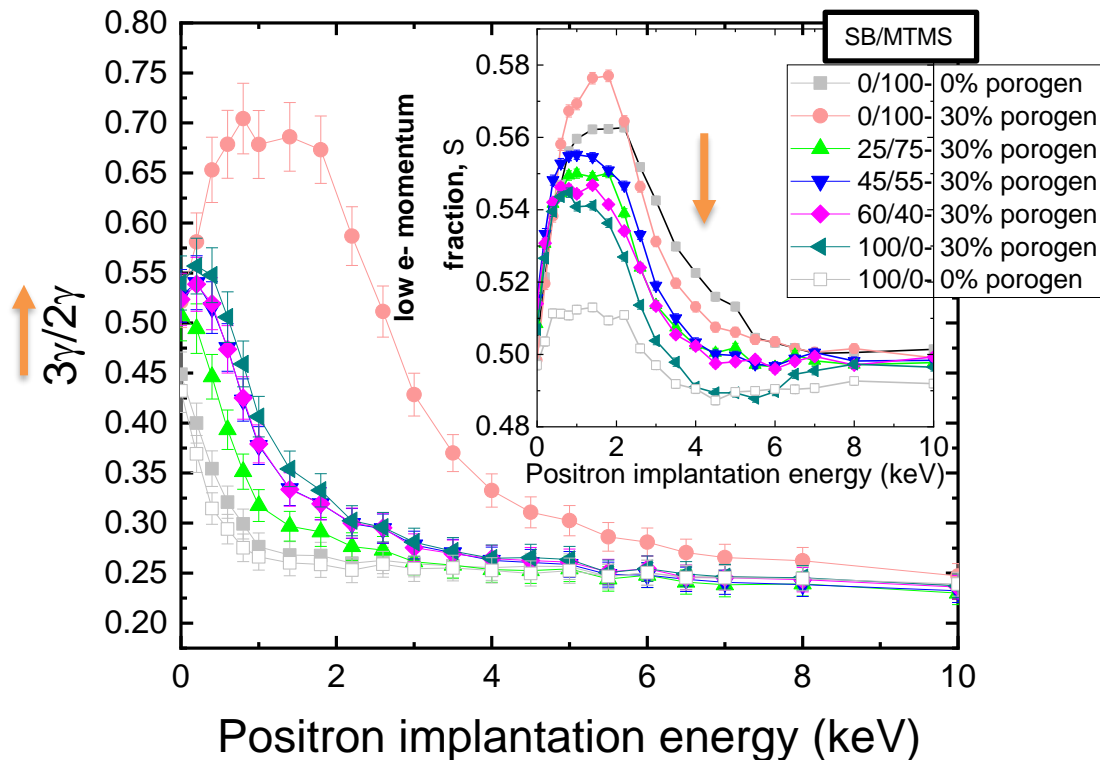 0.80
0.75
0.70
0.65
0.60
0.55
0.50
0.45
0.40
0.35
0.30
0.25
0.20
3γ/2γ
0 2 4 6 8 10
Positron implantation energy (keV)
0.58
0.56
0.54
0.52
0.50
0.48
low e- momentum
fraction, S
0 2 4 6 8 10
Positron implantation energy (keV)
SB/MTMS
0/100- 0% porogen
0/100- 30% porogen
25/75- 30% porogen
45/55- 30% porogen
60/40- 30% porogen
100/0- 30% porogen
100/0- 0% porogen